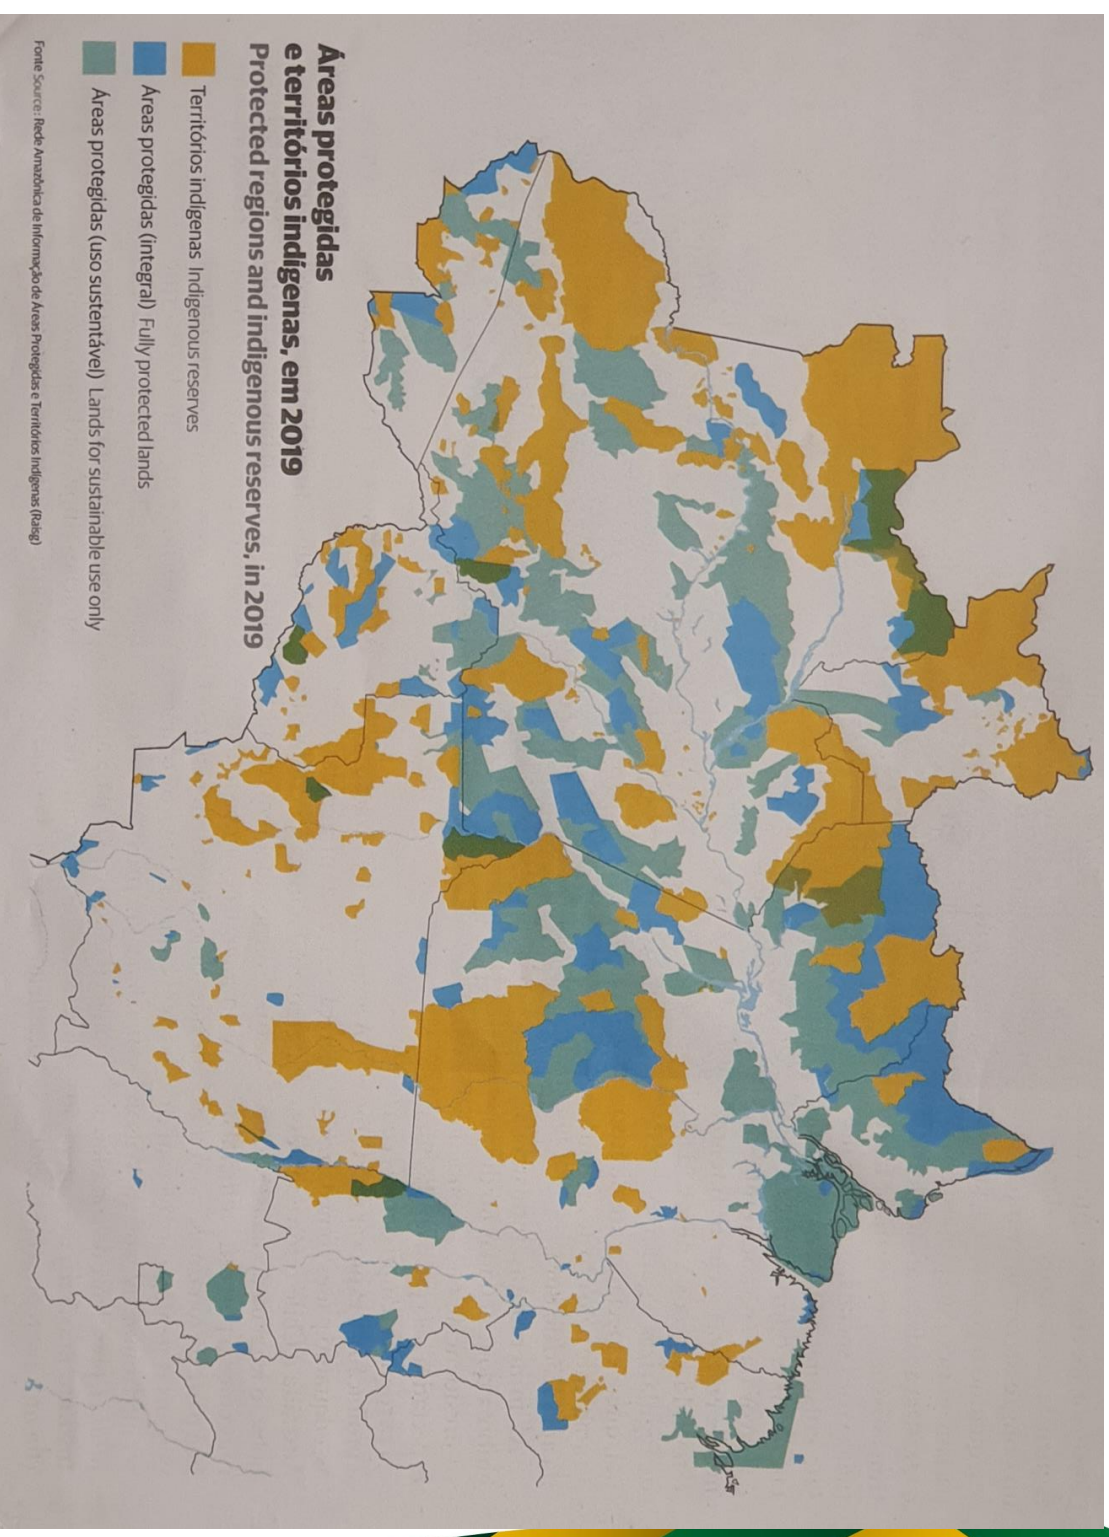 Áreas protegidas
e territórios indígenas, em 2019
Protected regions and indigenous reserves, in 2019
Territórios indígenas Indigenous reserves
Áreas protegidas (integral) Fully protected lands
Áreas protegidas (uso sustentável) Lands for sustainable use only
Fonte Source: Rede Amazônica de Informação de Áreas Protegidas e Territórios Indígenas (Raisg)